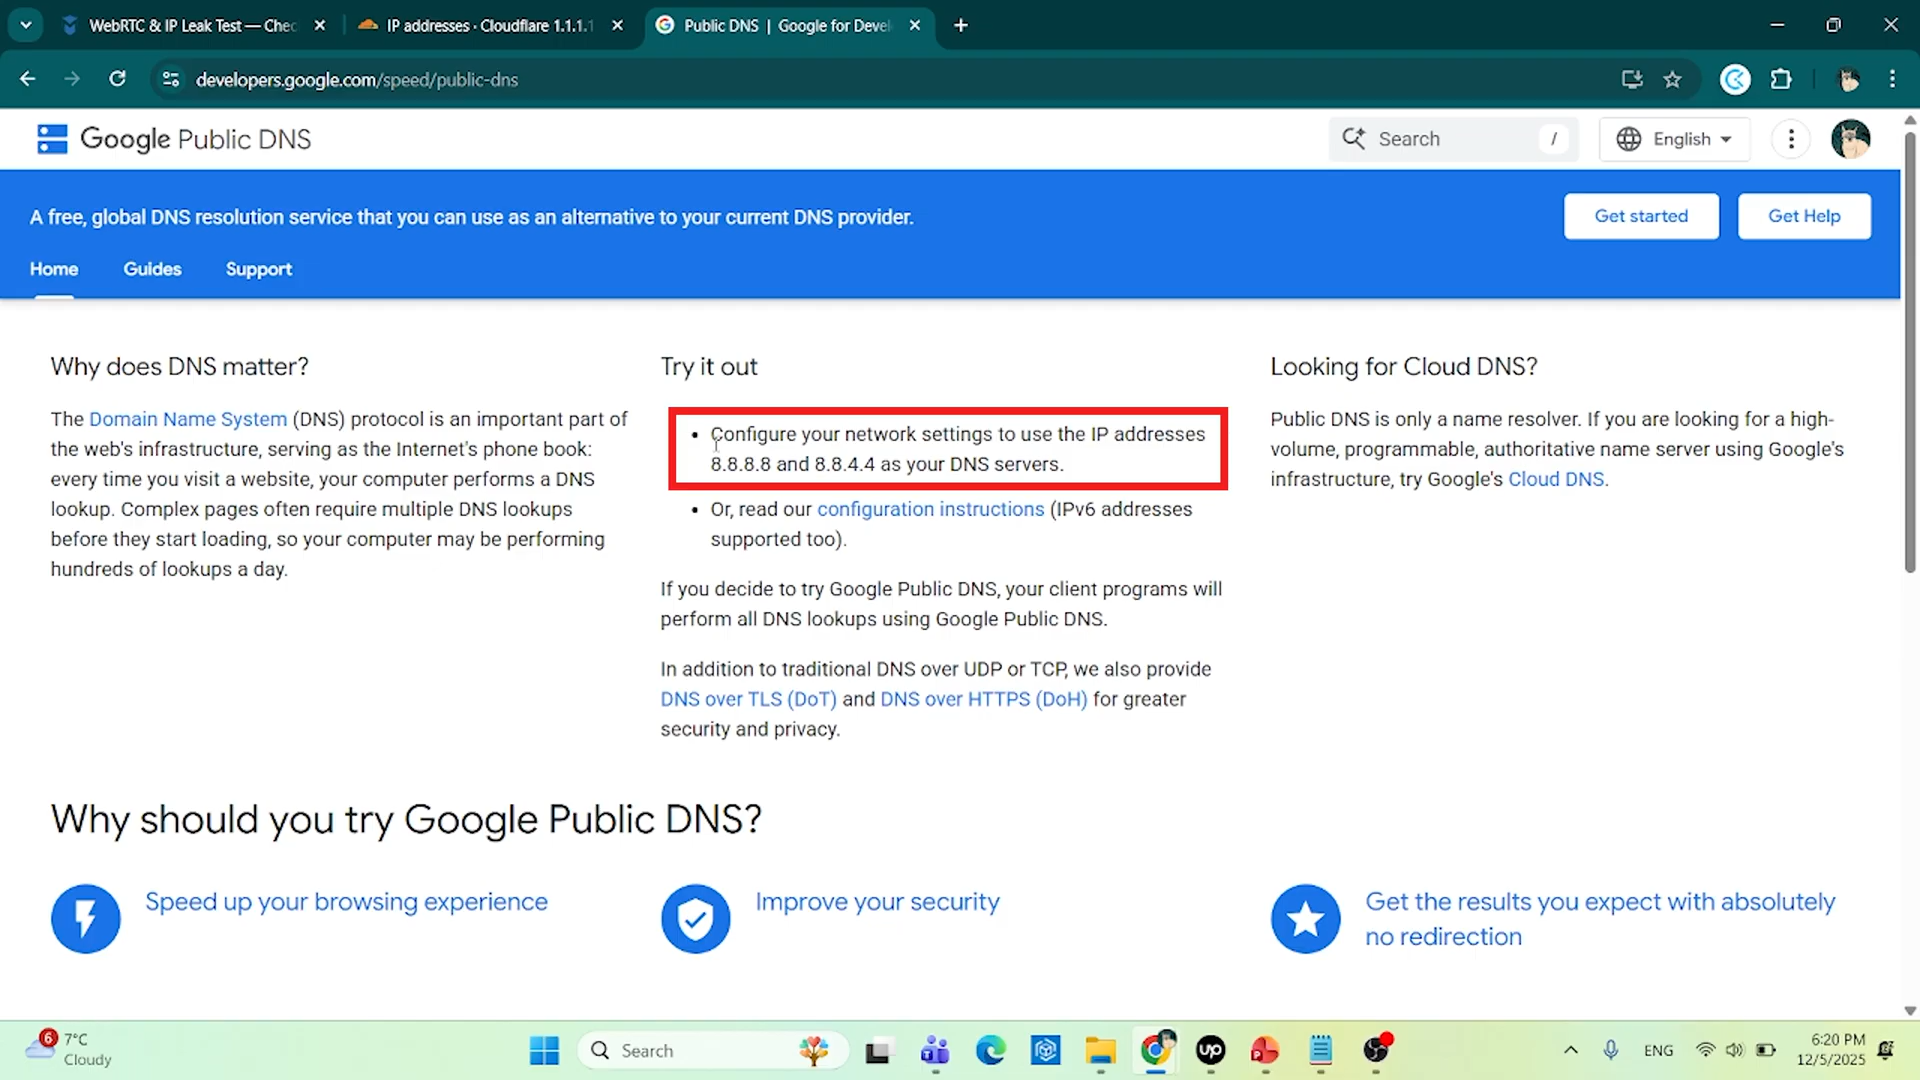 WebRTC & IP Leak Test — Chec
IP addresses · Cloudflare 1.1.1.1
Public DNS | Google for Devel
developers.google.com/speed/public-dns
Google Public DNS
Search /
English
A free, global DNS resolution service that you can use as an alternative to your current DNS provider.
Get started
Get Help
Home
Guides
Support
Why does DNS matter?
The Domain Name System (DNS) protocol is an important part of
the web's infrastructure, serving as the Internet's phone book:
every time you visit a website, your computer performs a DNS
lookup. Complex pages often require multiple DNS lookups
before they start loading, so your computer may be performing
hundreds of lookups a day.
Try it out
• Configure your network settings to use the IP addresses
8.8.8.8 and 8.8.4.4 as your DNS servers.
• Or, read our configuration instructions (IPv6 addresses
supported too).
If you decide to try Google Public DNS, your client programs will
perform all DNS lookups using Google Public DNS.
In addition to traditional DNS over UDP or TCP, we also provide
DNS over TLS (DoT) and DNS over HTTPS (DoH) for greater
security and privacy.
Looking for Cloud DNS?
Public DNS is only a name resolver. If you are looking for a high-
volume, programmable, authoritative name server using Google's
infrastructure, try Google's Cloud DNS.
Why should you try Google Public DNS?
Speed up your browsing experience
Improve your security
Get the results you expect with absolutely
no redirection
6
7°C
Cloudy
Search
up
ENG
6:20 PM
12/5/2025